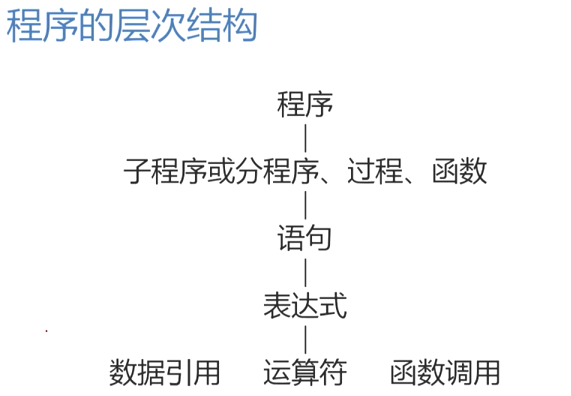 程序的层次结构
程序
子程序或分程序、过程、函数
语句
表达式
数据引用 运算符 函数调用